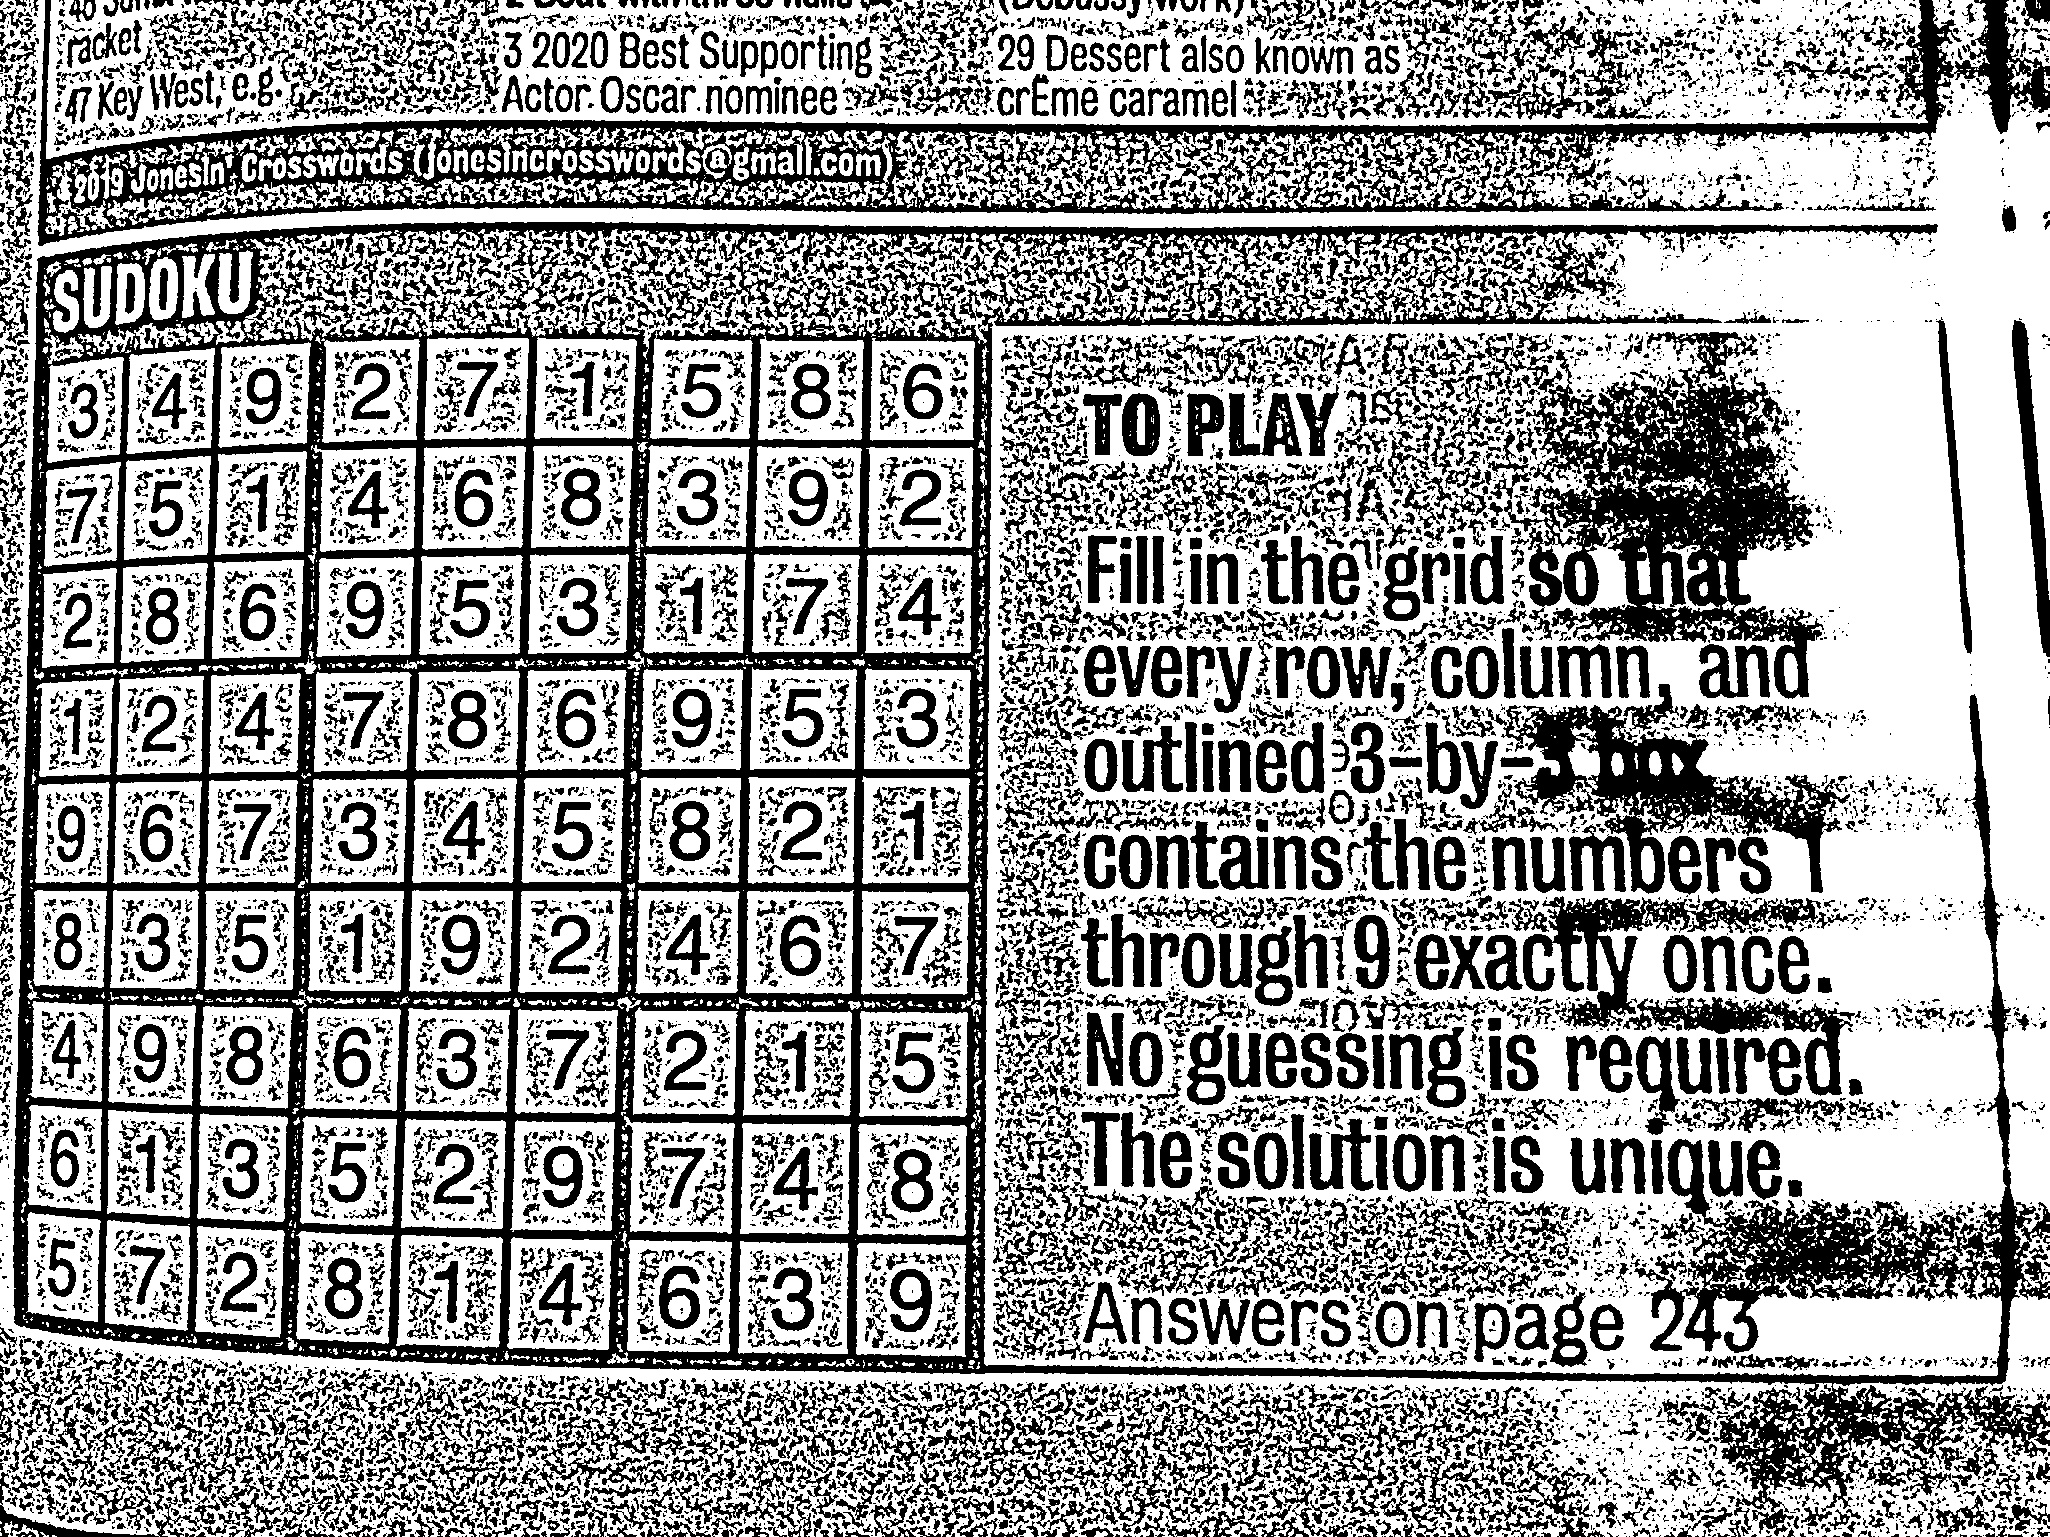 racket
47 Key West, e.g.
3 2020 Best Supporting
Actor Oscar nominee
(Debussy work)
29 Dessert also known as
crÈme caramel
©2019 Jonesin' Crosswords (jonesincrosswords@gmail.com)
SUDOKU
3 4 9 2 7 1 5 8 6
7 5 1 4 6 8 3 9 2
2 8 6 9 5 3 1 7 4
1 2 4 7 8 6 9 5 3
9 6 7 3 4 5 8 2 1
8 3 5 1 9 2 4 6 7
4 9 8 6 3 7 2 1 5
6 1 3 5 2 9 7 4 8
5 7 2 8 1 4 6 3 9
TO PLAY
Fill in the grid so that
every row, column, and
outlined 3-by-3 box
contains the numbers 1
through 9 exactly once.
No guessing is required.
The solution is unique.
Answers on page 243